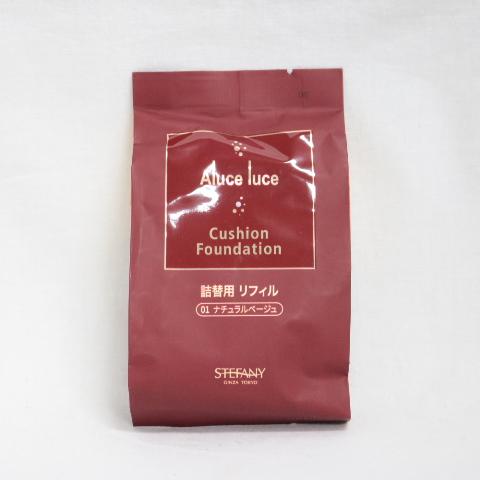 Aluce luce
Cushion
Foundation
詰替用 リフィル
01 ナチュラルベージュ
STEFANY
GINZA TOKYO